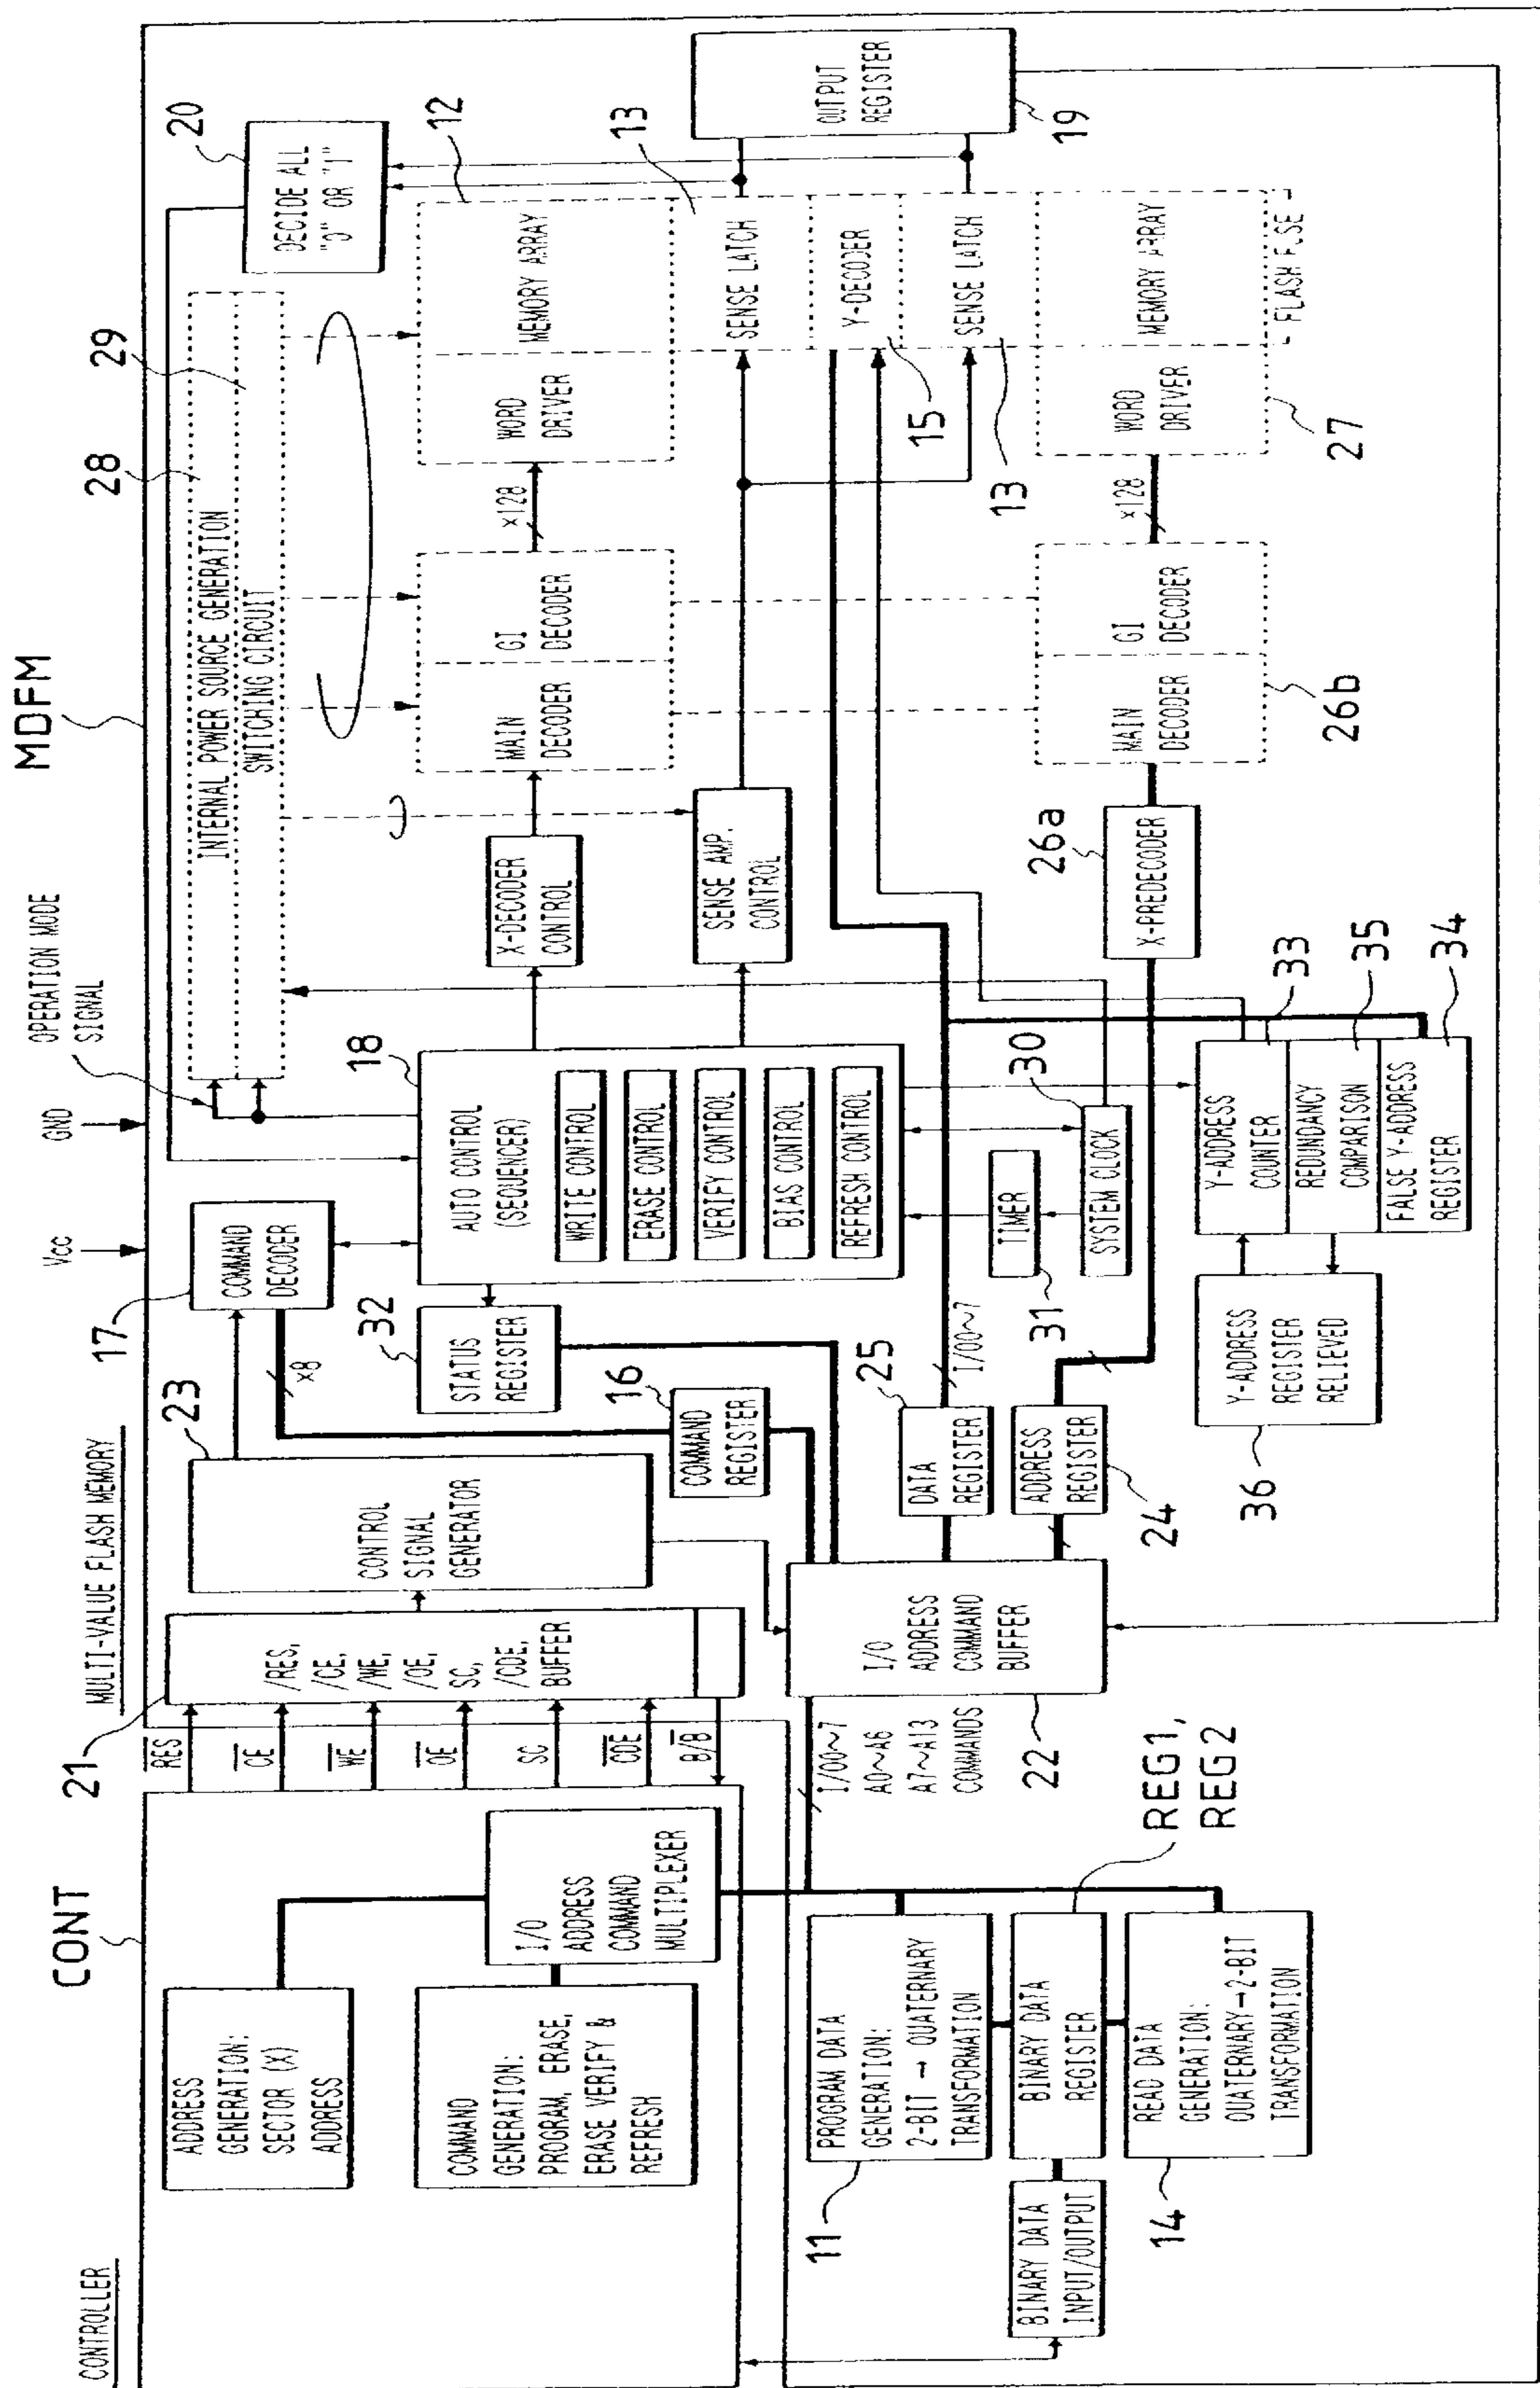 MDFM
CONT
CONTROLLER
MULTI-VALUE FLASH MEMORY
Vcc
GND
OPERATION MODE
SIGNAL
ADDRESS
GENERATION:
SECTOR (X)
ADDRESS
COMMAND
GENERATION:
PROGRAM, ERASE,
ERASE VERIFY &
REFRESH
I/O
ADDRESS
COMMAND
MULTIPLEXER
RES
CE
WE
OE
SC
CDE
B/B
21
/RES,
/CE,
/WE,
/OE,
SC,
/CDE,
BUFFER
23
CONTROL
SIGNAL
GENERATOR
17
COMMAND
DECODER
×8
32
STATUS
REGISTER
16
COMMAND
REGISTER
18
AUTO CONTROL
(SEQUENCER)
WRITE CONTROL
ERASE CONTROL
VERIFY CONTROL
BIAS CONTROL
REFRESH CONTROL
28
29
INTERNAL POWER SOURCE GENERATION
SWITCHING CIRCUIT
20
DECIDE ALL
"0" OR "1"
X-DECODER
CONTROL
MAIN
DECODER
GI
DECODER
×128
WORD
DRIVER
MEMORY ARRAY
12
SENSE AMP.
CONTROL
SENSE LATCH
13
Y-DECODER
15
SENSE LATCH
13
OUTPUT
REGISTER
19
MEMORY ARRAY
WORD
DRIVER
27
×128
GI
DECODER
MAIN
DECODER
26b
26a
X-PREDECODER
I/O
ADDRESS
COMMAND
BUFFER
22
I/O0~7
A0~A6
A7~A13
COMMANDS
25
DATA
REGISTER
I/O0~7
ADDRESS
REGISTER
24
TIMER
31
30
SYSTEM CLOCK
Y-ADDRESS
COUNTER
33
REDUNDANCY
COMPARISON
35
FALSE Y-ADDRESS
REGISTER
34
Y-ADDRESS
REGISTER
RELIEVED
36
11
PROGRAM DATA
GENERATION:
2-BIT → QUATERNARY
TRANSFORMATION
BINARY DATA
REGISTER
REG1,
REG2
READ DATA
GENERATION:
QUATERNARY→2-BIT
TRANSFORMATION
14
BINARY DATA
INPUT/OUTPUT